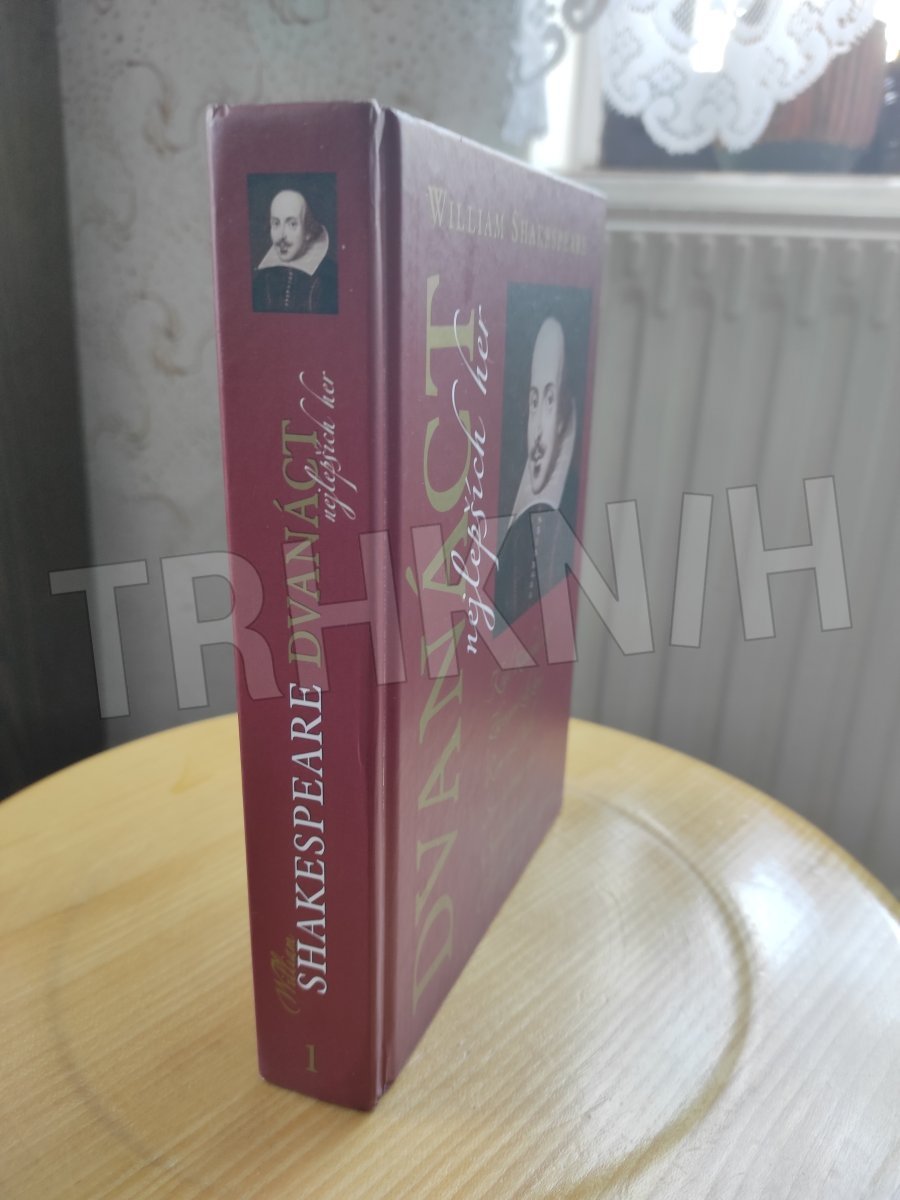 William
SHAKESPEARE DVANÁCT
nejlepších her
1
WILLIAM SHAKESPEARE
DVANÁCT
nejlepších her
TRHKNIH